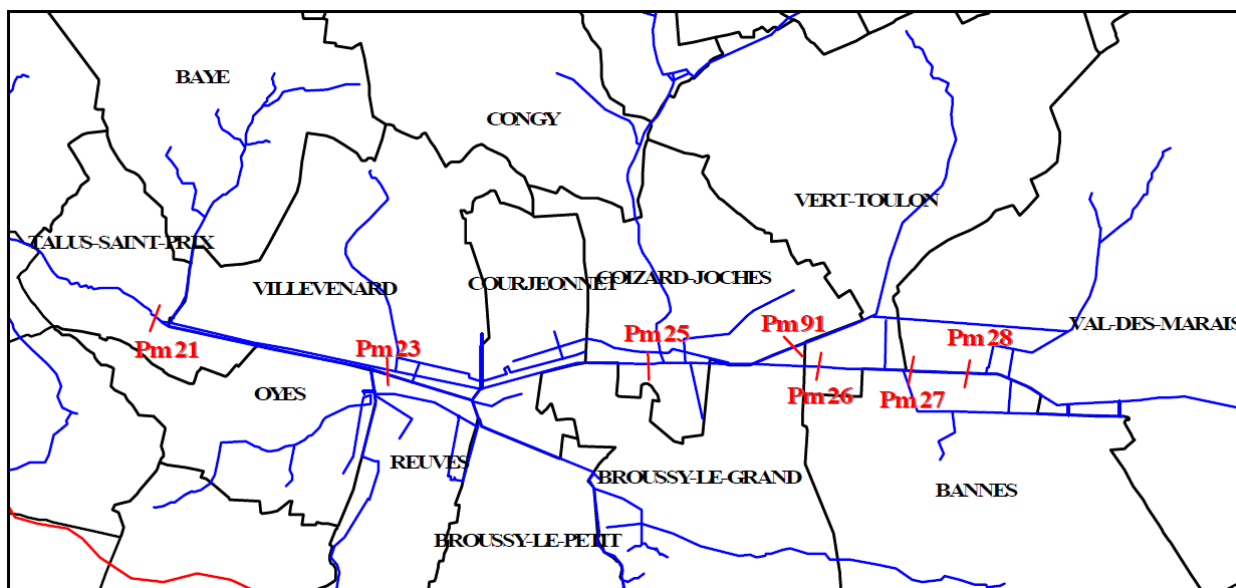 BAYE
CONGY
VERT-TOULON
TALUS-SAINT-PRIX
VILLEVENARD
COURJEONNET
COIZARD-JOCHES
VAL-DES-MARAIS
Pm 21
Pm 23
Pm 25
Pm 91
Pm 26
Pm 27
Pm 28
OYES
REUVES
BROUSSY-LE-GRAND
BANNES
BROUSSY-LE-PETIT